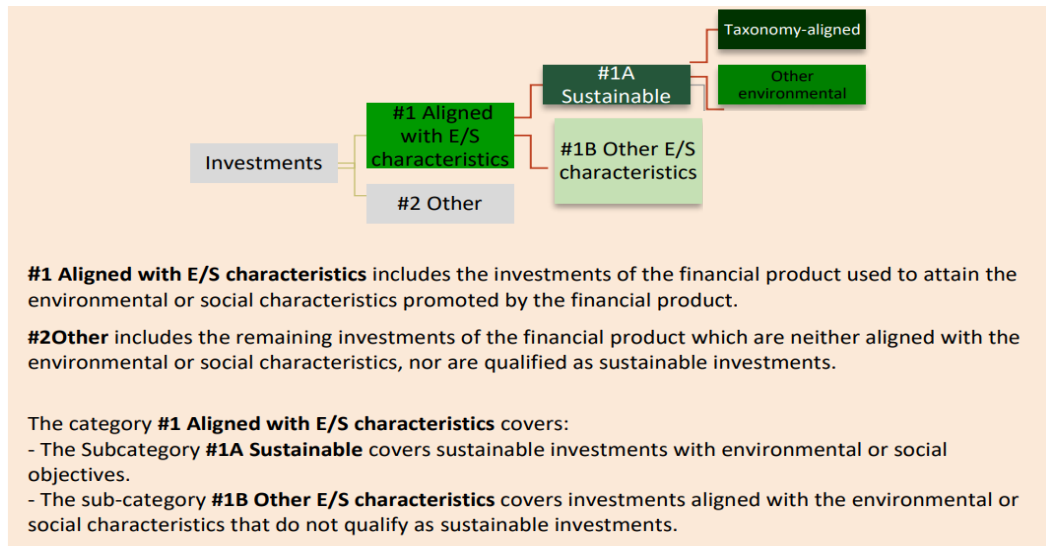 Taxonomy-aligned
#1A
Sustainable
Other
environmental
#1 Aligned
with E/S
characteristics
#1B Other E/S
characteristics
Investments
#2 Other
#1 Aligned with E/S characteristics includes the investments of the financial product used to attain the
environmental or social characteristics promoted by the financial product.
#2Other includes the remaining investments of the financial product which are neither aligned with the
environmental or social characteristics, nor are qualified as sustainable investments.
The category #1 Aligned with E/S characteristics covers:
- The Subcategory #1A Sustainable covers sustainable investments with environmental or social
objectives.
- The sub-category #1B Other E/S characteristics covers investments aligned with the environmental or
social characteristics that do not qualify as sustainable investments.